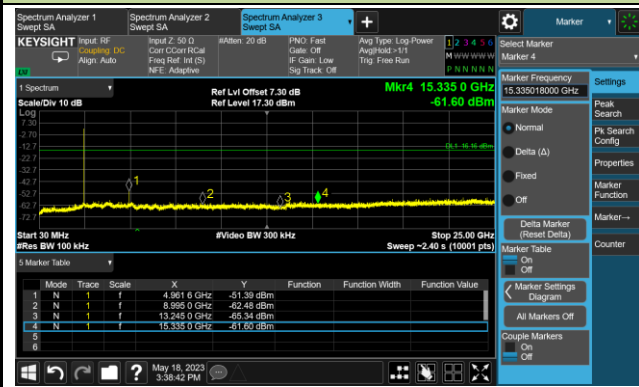 Spectrum Analyzer 1
Swept SA
Spectrum Analyzer 2
Swept SA
Spectrum Analyzer 3
Swept SA
Marker
KEYSIGHT
Input: RF
Coupling: DC
Align: Auto
Input Z: 50 Ω
Corr CCorr RCal
Freq Ref: Int (S)
NFE: Adaptive
#Atten: 20 dB
PNO: Fast
Gate: Off
IF Gain: Low
Sig Track: Off
Avg Type: Log-Power
Avg|Hold:>1/1
Trig: Free Run
1 2 3 4 5 6
M W W W W W
P N N N N N
LXI
Select Marker
Marker 4
1 Spectrum
Scale/Div 10 dB
Ref Lvl Offset 7.30 dB
Ref Level 17.30 dBm
Mkr4 15.335 0 GHz
-61.60 dBm
Log
7.30
-2.70
-12.7
-22.7
-32.7
-42.7
-52.7
-62.7
-72.7
DL1 -16.16 dBm
1
2
3
4
Start 30 MHz
#Res BW 100 kHz
#Video BW 300 kHz
Stop 25.00 GHz
Sweep ~2.40 s (10001 pts)
5 Marker Table
Mode Trace Scale X Y Function Function Width Function Value
1 N 1 f 4.961 6 GHz -51.39 dBm
2 N 1 f 8.995 0 GHz -62.48 dBm
3 N 1 f 13.245 0 GHz -65.34 dBm
4 N 1 f 15.335 0 GHz -61.60 dBm
5
6
Marker Frequency
15.335018000 GHz
Marker Mode
Normal
Delta (Δ)
Fixed
Off
Delta Marker
(Reset Delta)
Marker Table
On
Off
Marker Settings
Diagram
All Markers Off
Couple Markers
On
Off
Settings
Peak
Search
Pk Search
Config
Properties
Marker
Function
Marker→
Counter
May 18, 2023
3:38:42 PM